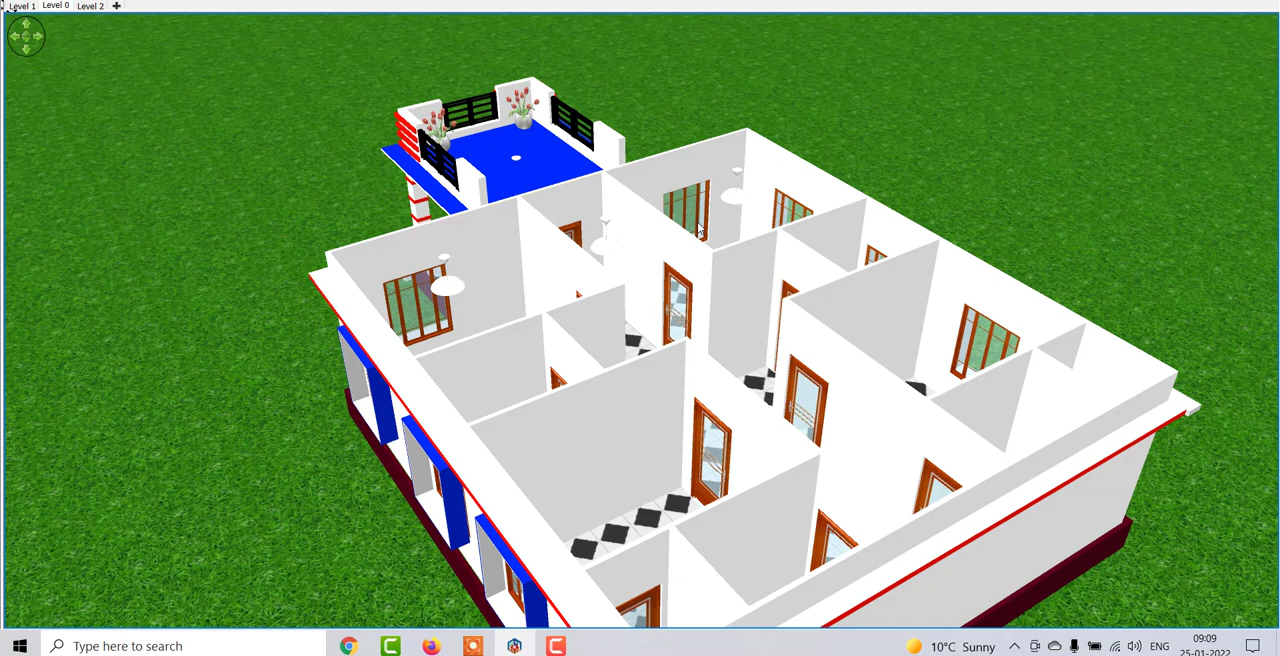 Level 1 Level 0 Level 2
Type here to search
10°C Sunny
ENG
09:09
25-01-2022